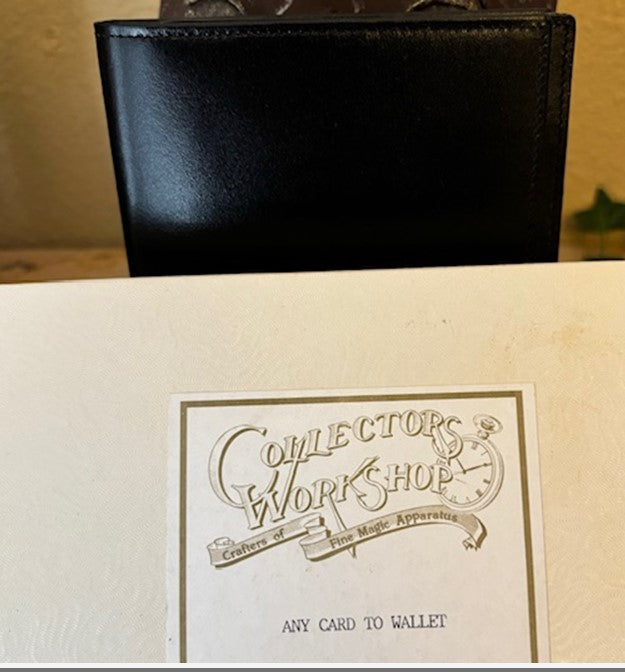 Collectors
Workshop
Crafters of Fine Magic Apparatus
ANY CARD TO WALLET